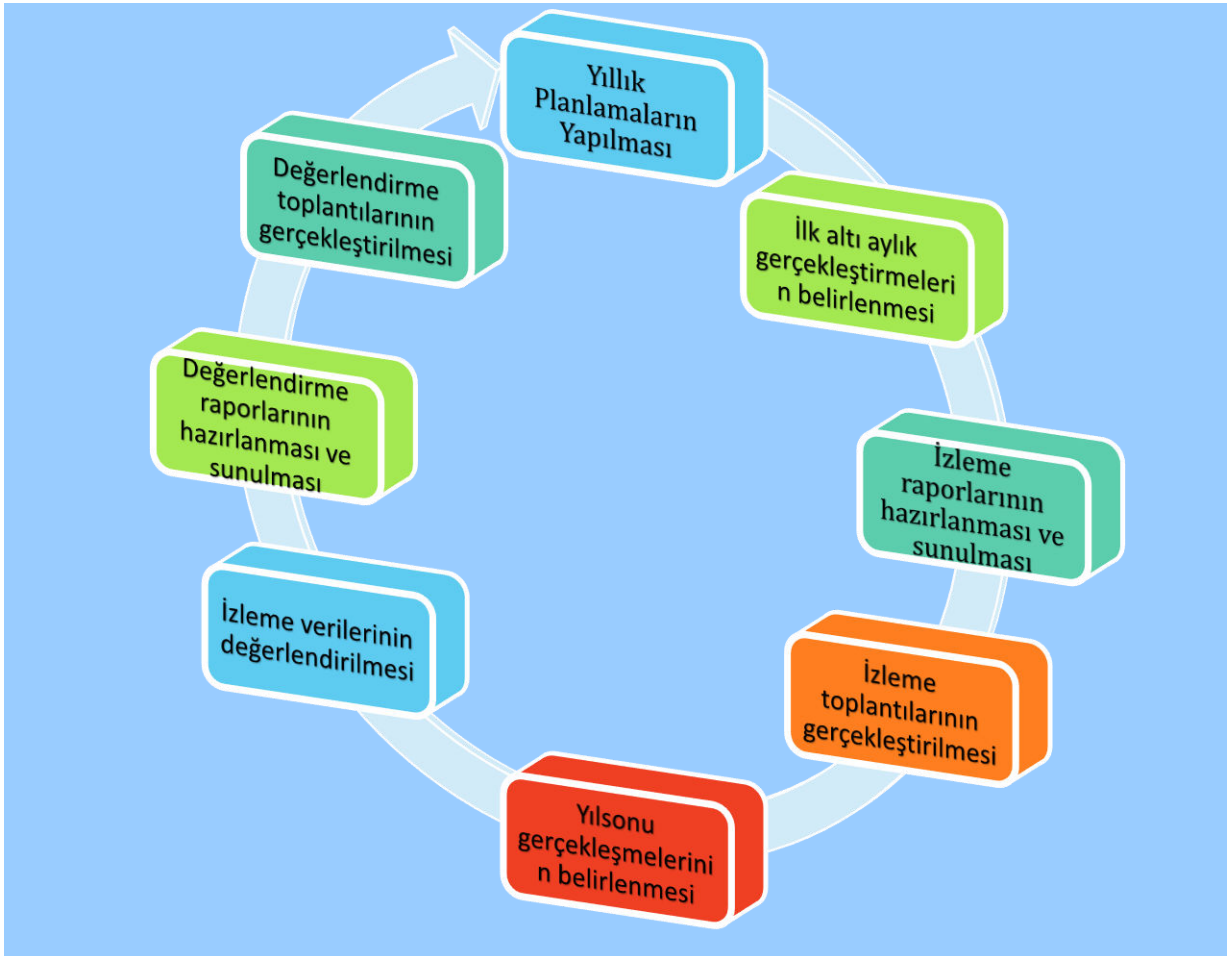 Yıllık
Planlamaların
Yapılması
İlk altı aylık
gerçekleştirmeleri
n belirlenmesi
İzleme
raporlarının
hazırlanması ve
sunulması
İzleme
toplantılarının
gerçekleştirilmesi
Yılsonu
gerçekleşmelerini
n belirlenmesi
İzleme verilerinin
değerlendirilmesi
Değerlendirme
raporlarının
hazırlanması ve
sunulması
Değerlendirme
toplantılarının
gerçekleştirilmesi